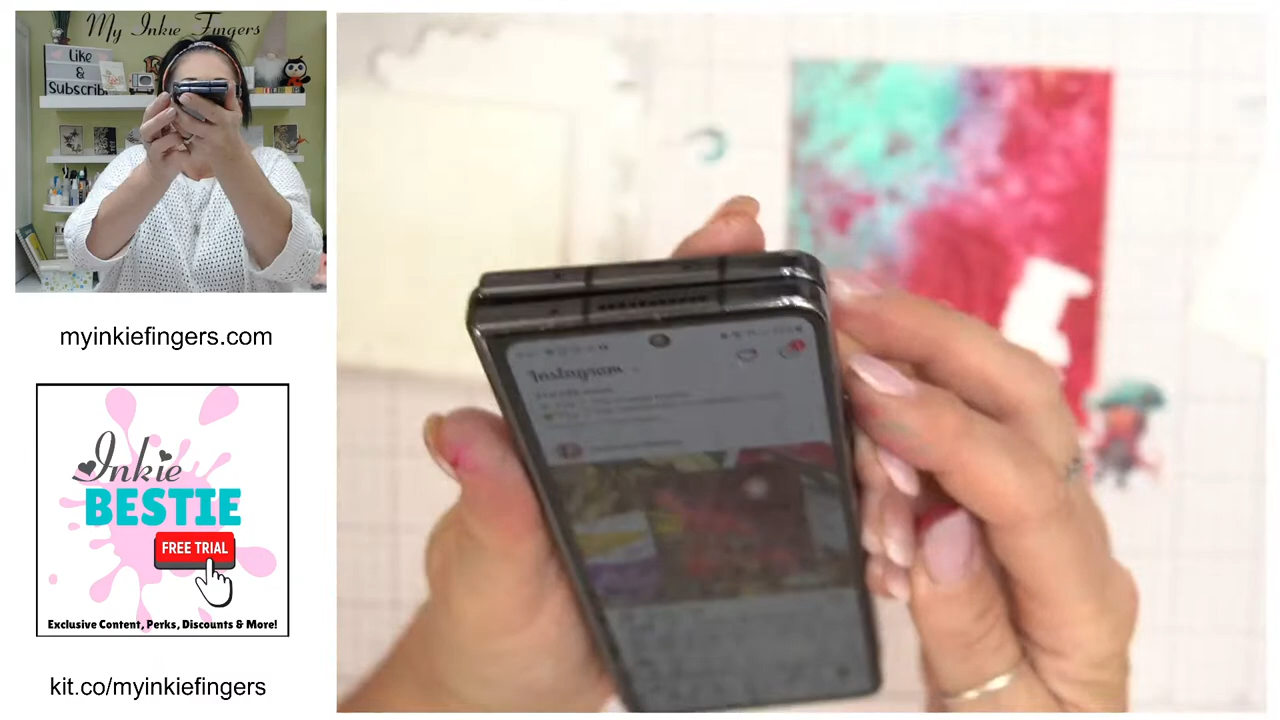 My Inkie Fingers
Like
&
Subscrib
myinkiefingers.com
Inkie
BESTIE
FREE TRIAL
Exclusive Content, Perks, Discounts & More!
kit.co/myinkiefingers
Instagram